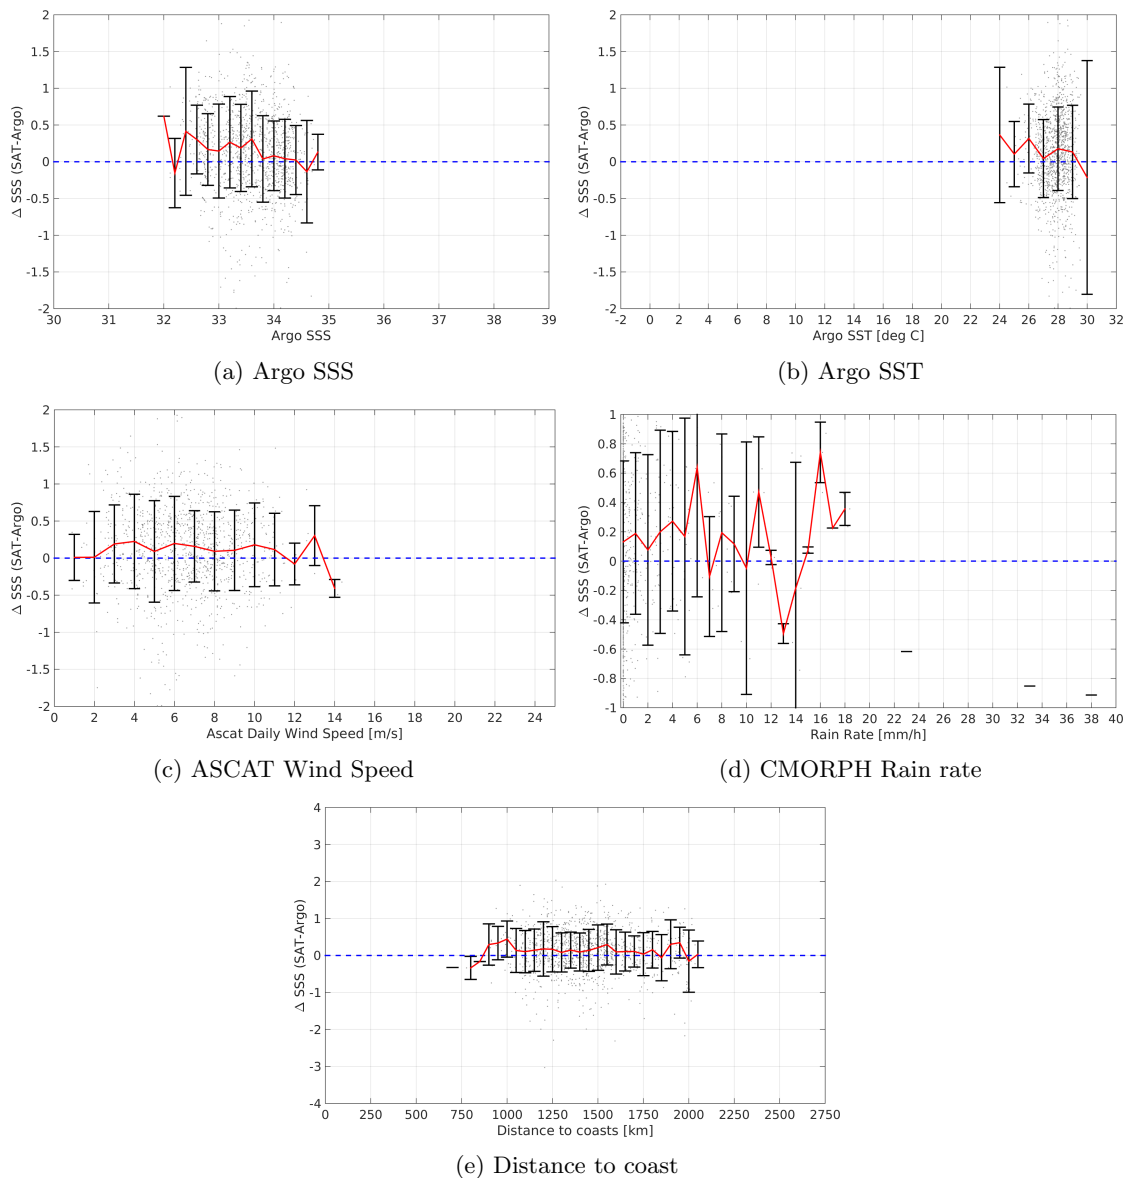 2
1.5
1
0.5
0
-0.5
-1
-1.5
-2
Δ SSS (SAT-Argo)
30 31 32 33 34 35 36 37 38 39
Argo SSS
(a) Argo SSS
2
1.5
1
0.5
0
-0.5
-1
-1.5
-2
Δ SSS (SAT-Argo)
-2 0 2 4 6 8 10 12 14 16 18 20 22 24 26 28 30 32
Argo SST [deg C]
(b) Argo SST
2
1.5
1
0.5
0
-0.5
-1
-1.5
-2
Δ SSS (SAT-Argo)
0 2 4 6 8 10 12 14 16 18 20 22 24
Ascat Daily Wind Speed [m/s]
(c) ASCAT Wind Speed
1
0.8
0.6
0.4
0.2
0
-0.2
-0.4
-0.6
-0.8
-1
Δ SSS (SAT-Argo)
0 2 4 6 8 10 12 14 16 18 20 22 24 26 28 30 32 34 36 38 40
Rain Rate [mm/h]
(d) CMORPH Rain rate
4
3
2
1
0
-1
-2
-3
-4
Δ SSS (SAT-Argo)
0 250 500 750 1000 1250 1500 1750 2000 2250 2500 2750
Distance to coasts [km]
(e) Distance to coast